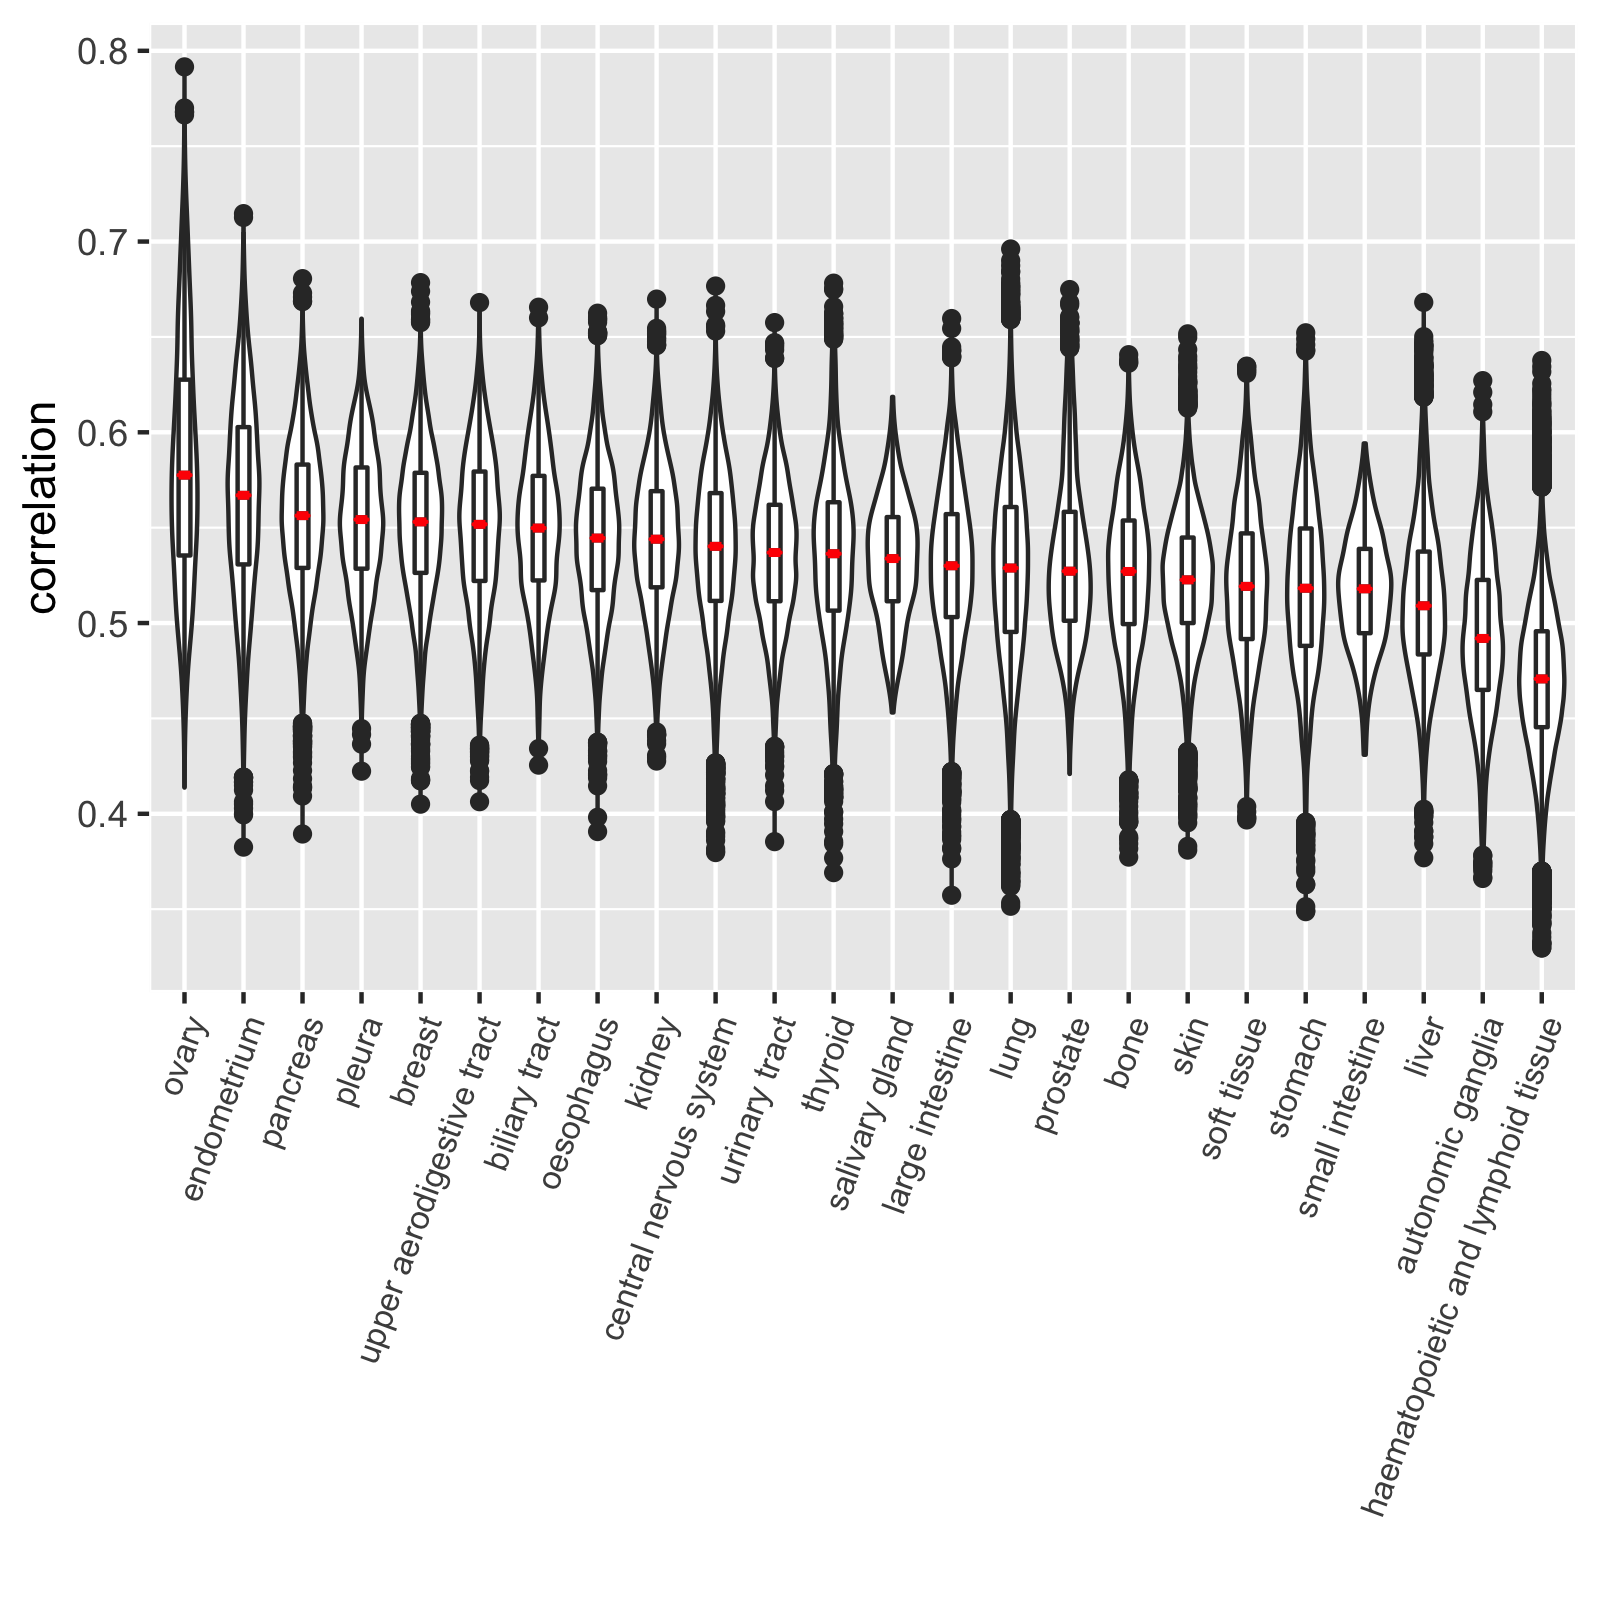 0.8
0.7
0.6
0.5
0.4
correlation
ovary
endometrium
pancreas
pleura
breast
upper aerodigestive tract
biliary tract
oesophagus
kidney
central nervous system
urinary tract
thyroid
salivary gland
large intestine
lung
prostate
bone
skin
soft tissue
stomach
small intestine
liver
autonomic ganglia
haematopoietic and lymphoid tissue